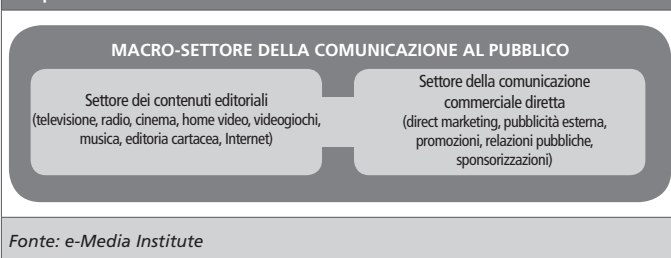 MACRO-SETTORE DELLA COMUNICAZIONE AL PUBBLICO
Settore dei contenuti editoriali
(televisione, radio, cinema, home video, videogiochi,
musica, editoria cartacea, Internet)
Settore della comunicazione
commerciale diretta
(direct marketing, pubblicità esterna,
promozioni, relazioni pubbliche,
sponsorizzazioni)
Fonte: e-Media Institute